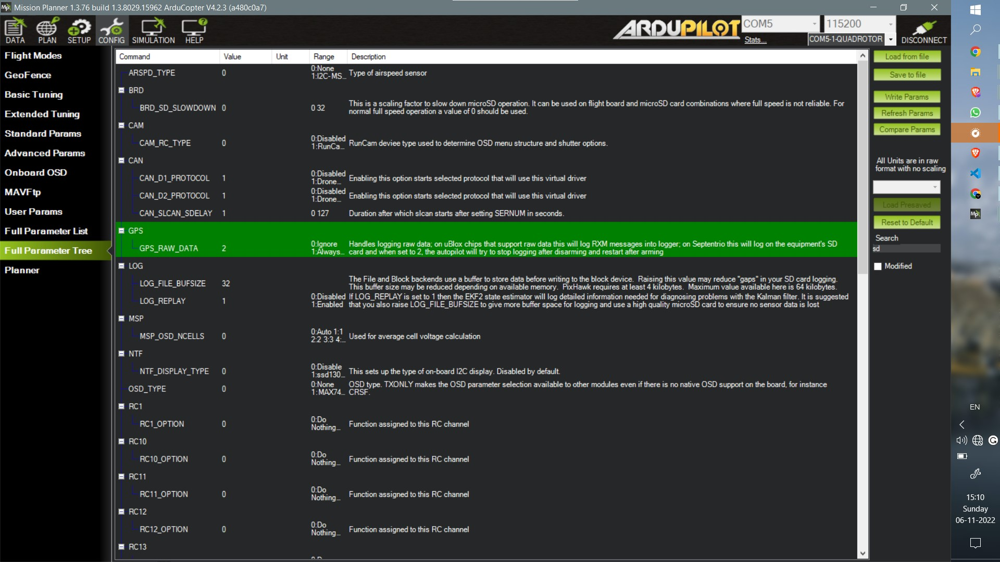 Mission Planner 1.3.76 build 1.3.8029.15962 ArduCopter V4.2.3 (a480c0a7)
DATA PLAN SETUP CONFIG SIMULATION HELP
ARDUPILOT
COM5 115200
Stats... COM5-1-QUADROTOR DISCONNECT
Flight Modes
GeoFence
Basic Tuning
Extended Tuning
Standard Params
Advanced Params
Onboard OSD
MAVFtp
User Params
Full Parameter List
Full Parameter Tree
Planner
Command Value Unit Range Description
ARSPD_TYPE 0 0:None 1:I2C-MS... Type of airspeed sensor
BRD
BRD_SD_SLOWDOWN 0 0 32 This is a scaling factor to slow down microSD operation. It can be used on flight board and microSD card combinations where full speed is not reliable. For
normal full speed operation a value of 0 should be used.
CAM
CAM_RC_TYPE 0 0:Disabled 1:RunCa... RunCam deviee type used to determine OSD menu structure and shutter options.
CAN
CAN_D1_PROTOCOL 1 0:Disabled 1:Drone... Enabling this option starts selected protocol that will use this virtual driver
CAN_D2_PROTOCOL 1 0:Disabled 1:Drone... Enabling this option starts selected protocol that will use this virtual driver
CAN_SLCAN_SDELAY 1 0 127 Duration after which slcan starts after setting SERNUM in seconds.
GPS
GPS_RAW_DATA 2 0:Ignore 1:Always... Handles logging raw data; on uBlox chips that support raw data this will log RXM messages into logger; on Septentrio this will log on the equipment's SD
card and when set to 2, the autopilot will try to stop logging after disarming and restart after arming
LOG
LOG_FILE_BUFSIZE 32 The File and Block backends use a buffer to store data before writing to the block device. Raising this value may reduce "gaps" in your SD card logging.
This buffer size may be reduced depending on available memory. PixHawk requires at least 4 kilobytes. Maximum value available here is 64 kilobytes.
LOG_REPLAY 1 0:Disabled 1:Enabled If LOG_REPLAY is set to 1 then the EKF2 state estimator will log detailed information needed for diagnosing problems with the Kalman filter. It is suggested
that you also raise LOG_FILE_BUFSIZE to give more buffer space for logging and use a high quality microSD card to ensure no sensor data is lost
MSP
MSP_OSD_NCELLS 0 0:Auto 1:1 2:2 3:3 4:... Used for average cell voltage calculation
NTF
NTF_DISPLAY_TYPE 0 0:Disable 1:ssd130... This sets up the type of on-board I2C display. Disabled by default.
OSD_TYPE 0 0:None 1:MAX74... OSD type. TXONLY makes the OSD parameter selection available to other modules even if there is no native OSD support on the board, for instance
CRSF.
RC1
RC1_OPTION 0 0:Do Nothing... Function assigned to this RC channel
RC10
RC10_OPTION 0 0:Do Nothing... Function assigned to this RC channel
RC11
RC11_OPTION 0 0:Do Nothing... Function assigned to this RC channel
RC12
RC12_OPTION 0 0:Do Nothing... Function assigned to this RC channel
RC13
Load from file
Save to file
Write Params
Refresh Params
Compare Params
All Units are in raw
format with no scaling
Load Presaved
Reset to Default
Search
sd
Modified
EN
15:10
Sunday
06-11-2022